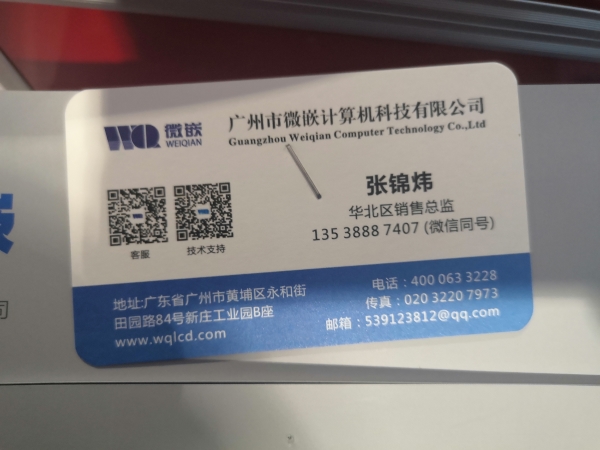 WQ 微嵌
WEIQIAN
广州市微嵌计算机科技有限公司
Guangzhou Weiqian Computer Technology Co.,Ltd
张锦炜
华北区销售总监
135 3888 7407 (微信同号)
客服
技术支持
地址:广东省广州市黄埔区永和街
田园路84号新庄工业园B座
www.wqlcd.com
电话：400 063 3228
传真：020 3220 7973
邮箱：539123812@qq.com
司